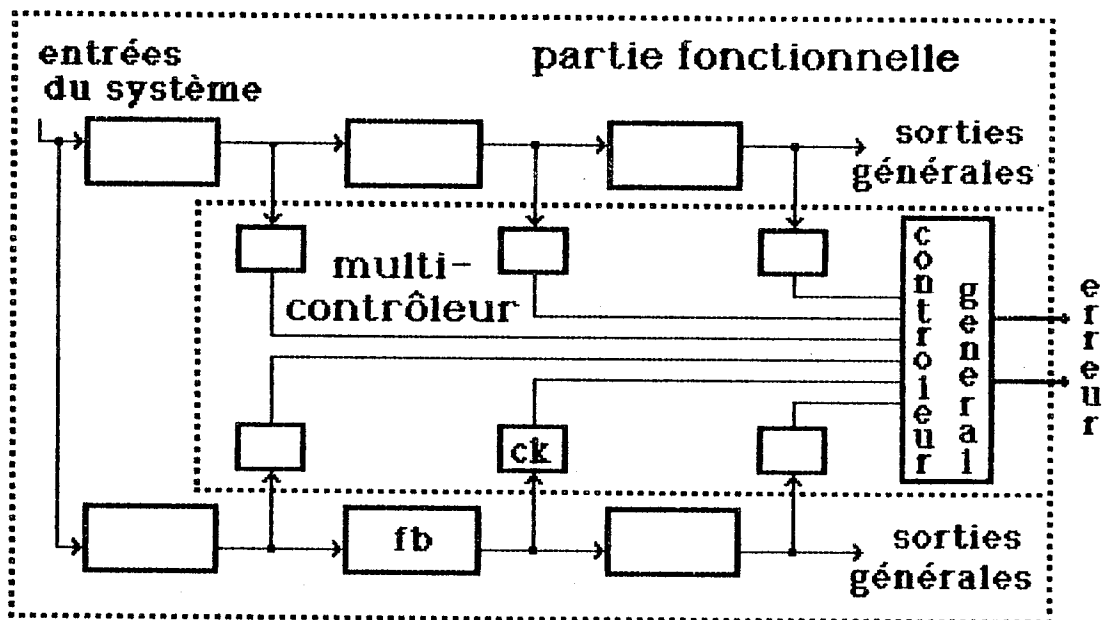 entrées
du système
partie fonctionnelle
sorties
générales
multi-
contrôleur
controleur
general
erreur
ck
fb
sorties
générales